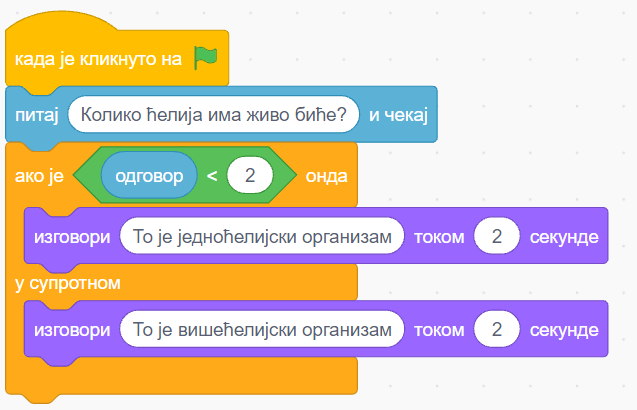 када је кликнуто на
питај Колико ћелија има живо биће? и чекај
ако је одговор < 2 онда
изговори То је једноћелијски организам током 2 секунде
у супротном
изговори То је вишећелијски организам током 2 секунде